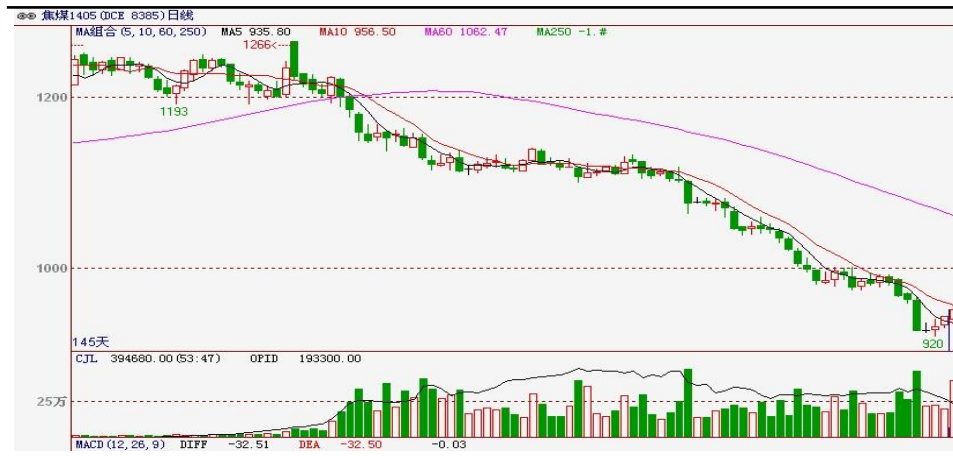 焦煤1405(DCE 8385)日线
MA组合(5,10,60,250) MA5 935.80 MA10 956.50 MA60 1062.47 MA250 -1.#
1266
1200
1193
1000
145天
920
CJL 394680.00(53:47) OPID 193300.00
25万
MACD(12,26,9) DIFF -32.51 DEA -32.50 -0.03